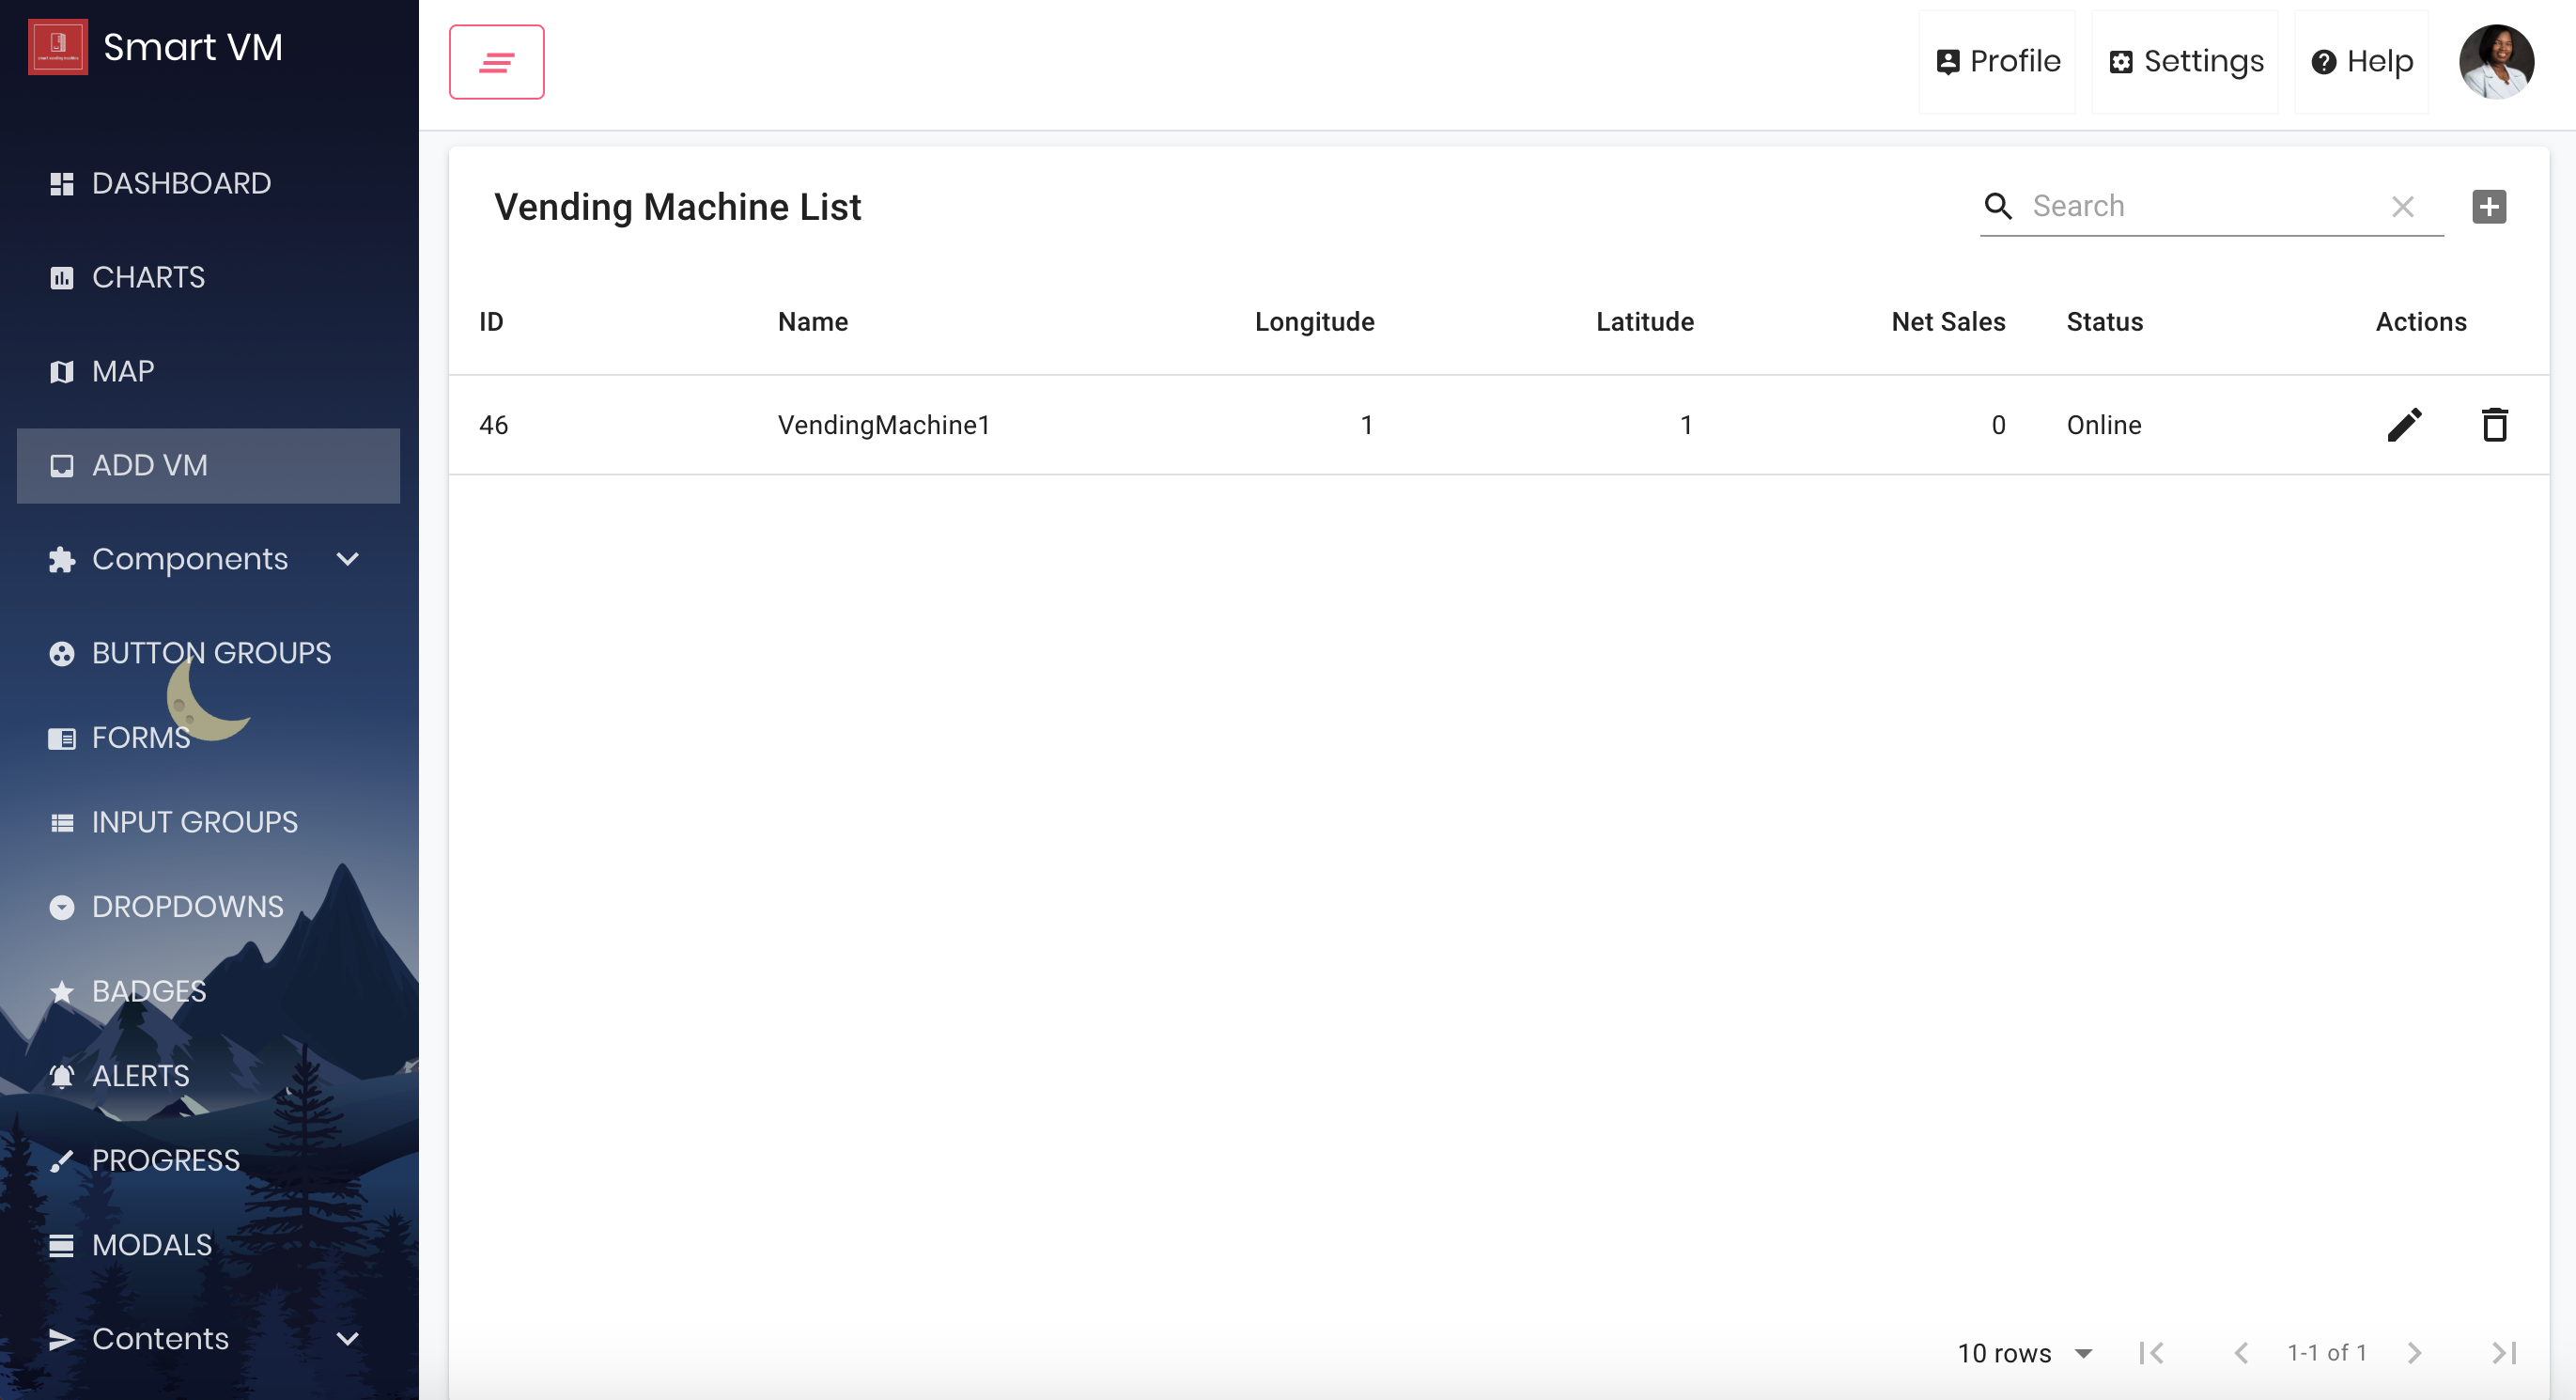 Smart VM
Profile
Settings
Help
DASHBOARD
CHARTS
MAP
ADD VM
Components
BUTTON GROUPS
FORMS
INPUT GROUPS
DROPDOWNS
BADGES
ALERTS
PROGRESS
MODALS
Contents
Vending Machine List
Search
ID Name Longitude Latitude Net Sales Status Actions
46 VendingMachine1 1 1 0 Online
10 rows 1-1 of 1